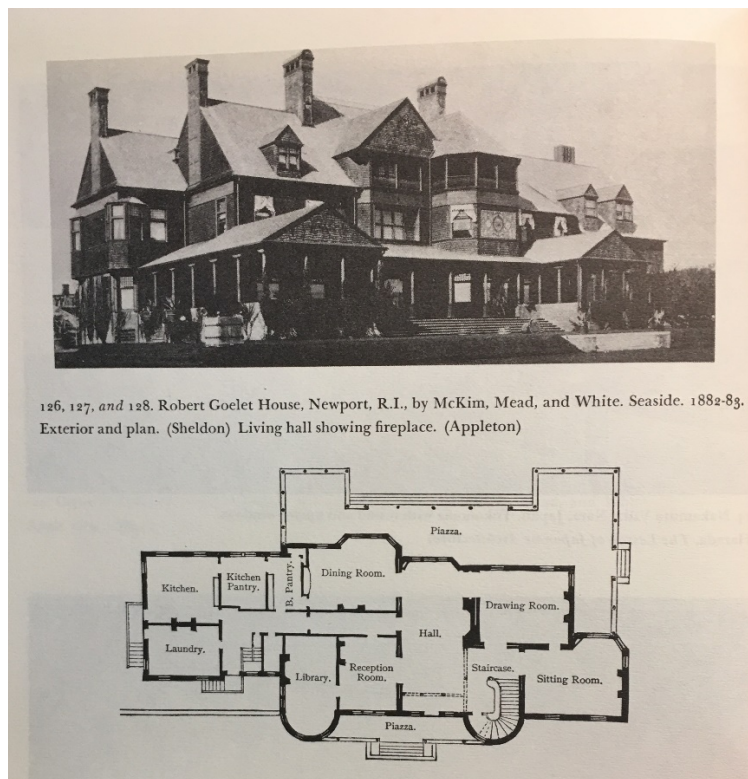 126, 127, and 128. Robert Goelet House, Newport, R.I., by McKim, Mead, and White. Seaside. 1882-83.
Exterior and plan. (Sheldon) Living hall showing fireplace. (Appleton)
Piazza.
Kitchen.
Kitchen
Pantry.
B. Pantry.
Dining Room.
Drawing Room.
Hall.
Laundry.
Library.
Reception
Room.
Staircase.
Sitting Room.
Piazza.